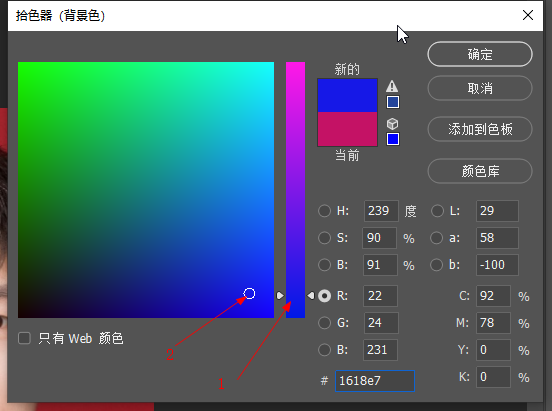 拾色器（背景色）
新的
当前
确定
取消
添加到色板
颜色库
H: 239 度
S: 90 %
B: 91 %
R: 22
G: 24
B: 231
L: 29
a: 58
b: -100
C: 92 %
M: 78 %
Y: 0 %
K: 0 %
# 1618e7
只有 Web 颜色